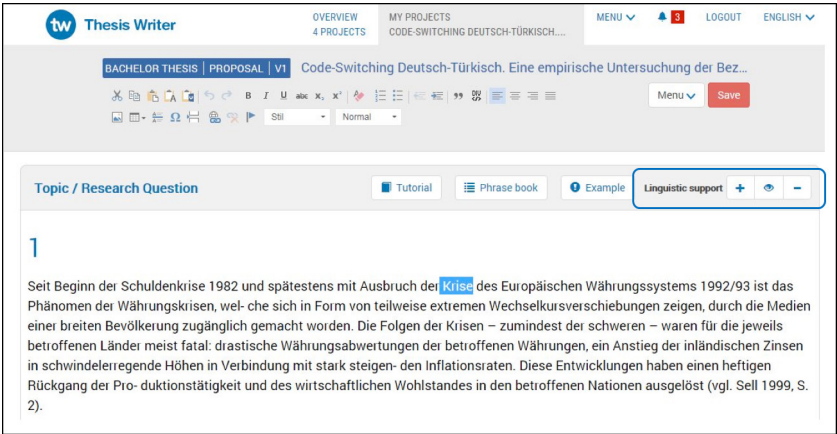 tw Thesis Writer
OVERVIEW
4 PROJECTS
MY PROJECTS
CODE-SWITCHING DEUTSCH-TÜRKISCH....
MENU
3
LOGOUT
ENGLISH
BACHELOR THESIS | PROPOSAL | V1
Code-Switching Deutsch-Türkisch. Eine empirische Untersuchung der Bez...
B I U abc x₂ x²
Stil
Normal
Menu
Save
Topic / Research Question
Tutorial
Phrase book
Example
Linguistic support + −
1
Seit Beginn der Schuldenkrise 1982 und spätestens mit Ausbruch der Krise des Europäischen Währungssystems 1992/93 ist das
Phänomen der Währungskrisen, wel- che sich in Form von teilweise extremen Wechselkursverschiebungen zeigen, durch die Medien
einer breiten Bevölkerung zugänglich gemacht worden. Die Folgen der Krisen – zumindest der schweren – waren für die jeweils
betroffenen Länder meist fatal: drastische Währungsabwertungen der betroffenen Währungen, ein Anstieg der inländischen Zinsen
in schwindelerregende Höhen in Verbindung mit stark steigen- den Inflationsraten. Diese Entwicklungen haben einen heftigen
Rückgang der Pro- duktionstätigkeit und des wirtschaftlichen Wohlstandes in den betroffenen Nationen ausgelöst (vgl. Sell 1999, S.
2).